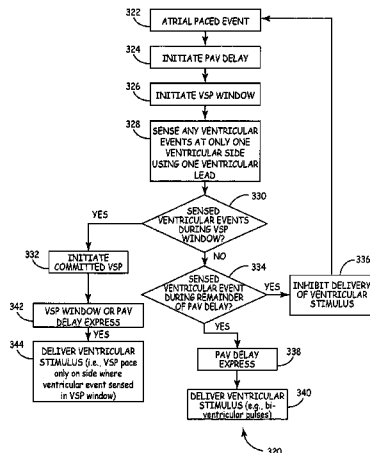 322
ATRIAL PACED EVENT
324
INITIATE PAV DELAY
326
INITIATE VSP WINDOW
328
SENSE ANY VENTRICULAR
EVENTS AT ONLY ONE
VENTRICULAR SIDE
USING ONE VENTRICULAR
LEAD
330
SENSED
VENTRICULAR EVENTS
DURING VSP
WINDOW?
YES
NO
332
INITIATE
COMMITTED VSP
334
SENSED
VENTRICULAR EVENT
DURING REMAINDER
OF PAV DELAY?
YES
336
INHIBIT DELIVERY
OF VENTRICULAR
STIMULUS
342
VSP WINDOW OR PAV
DELAY EXPRESS
YES
344
DELIVER VENTRICULAR
STIMULUS (i.e., VSP pace
only on side where
ventricular event sensed
in VSP window)
YES
PAV DELAY EXPRESS
338
DELIVER VENTRICULAR
STIMULUS (e.g., bi-
ventricular pulses)
340
320